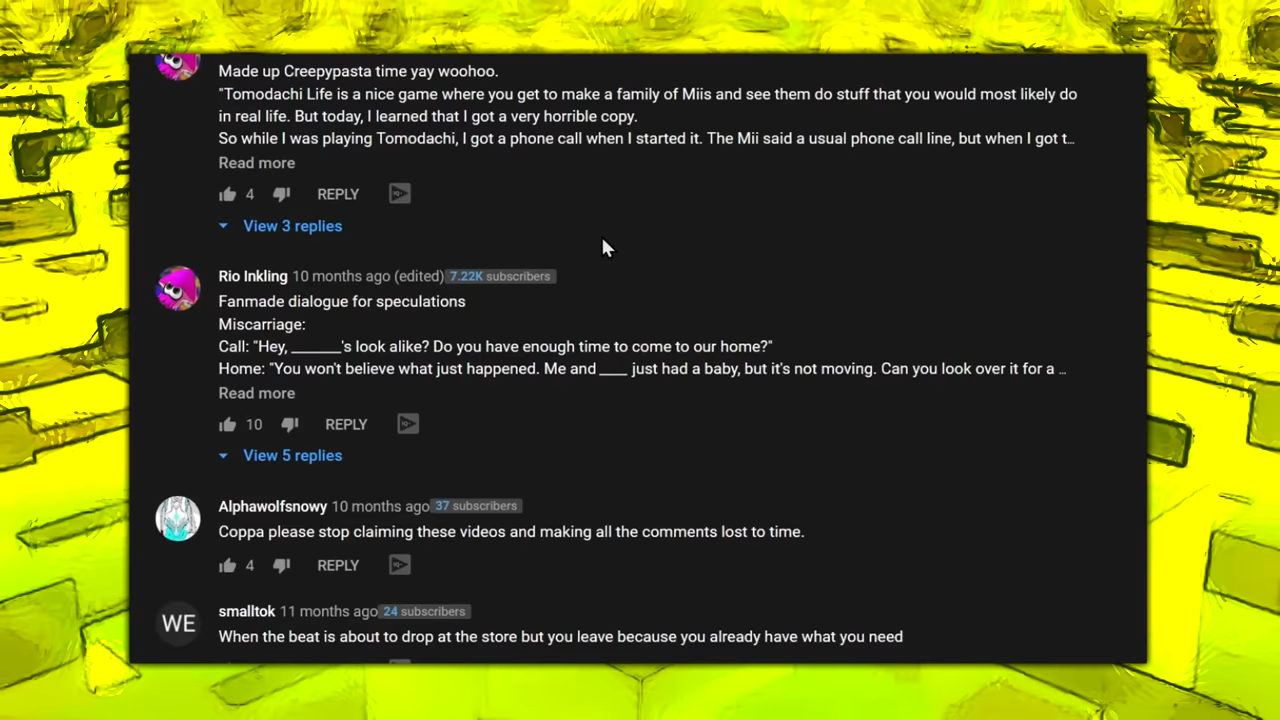 Made up Creepypasta time yay woohoo.
"Tomodachi Life is a nice game where you get to make a family of Miis and see them do stuff that you would most likely do
in real life. But today, I learned that I got a very horrible copy.
So while I was playing Tomodachi, I got a phone call when I started it. The Mii said a usual phone call line, but when I got t...
Read more
4 REPLY
View 3 replies
Rio Inkling 10 months ago (edited) 7.22K subscribers
Fanmade dialogue for speculations
Miscarriage:
Call: "Hey, _______'s look alike? Do you have enough time to come to our home?"
Home: "You won't believe what just happened. Me and ____ just had a baby, but it's not moving. Can you look over it for a ...
Read more
10 REPLY
View 5 replies
Alphawolfsnowy 10 months ago 37 subscribers
Coppa please stop claiming these videos and making all the comments lost to time.
4 REPLY
WE
smalltok 11 months ago 24 subscribers
When the beat is about to drop at the store but you leave because you already have what you need